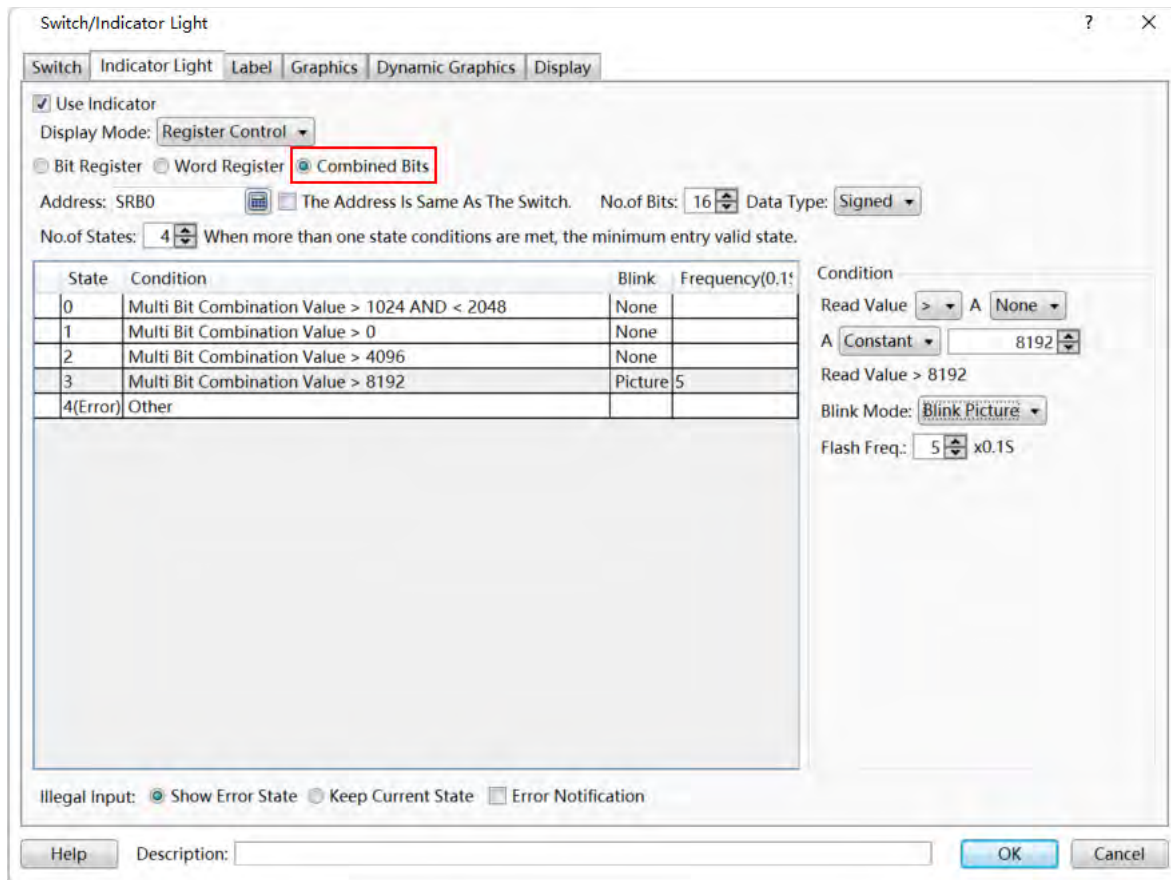 Switch/Indicator Light ? ×
Switch Indicator Light Label Graphics Dynamic Graphics Display
Use Indicator
Display Mode: Register Control
Bit Register Word Register Combined Bits
Address: SRB0 The Address Is Same As The Switch. No.of Bits: 16 Data Type: Signed
No.of States: 4 When more than one state conditions are met, the minimum entry valid state.
State Condition Blink Frequency(0.1S
0 Multi Bit Combination Value > 1024 AND < 2048 None
1 Multi Bit Combination Value > 0 None
2 Multi Bit Combination Value > 4096 None
3 Multi Bit Combination Value > 8192 Picture 5
4(Error) Other
Condition
Read Value > A None
A Constant 8192
Read Value > 8192
Blink Mode: Blink Picture
Flash Freq.: 5 x0.1S
Illegal Input: Show Error State Keep Current State Error Notification
Help Description: OK Cancel